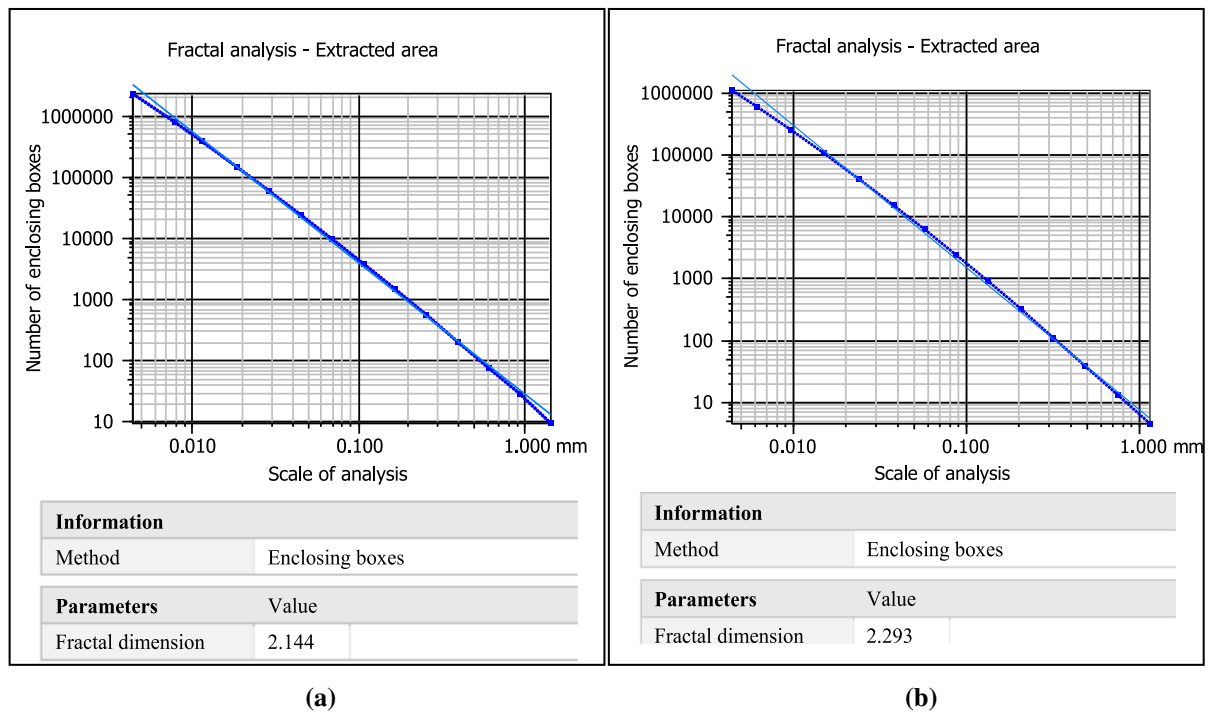 Fractal analysis - Extracted area
Number of enclosing boxes
1000000
100000
10000
1000
100
10
0.010 0.100 1.000 mm
Scale of analysis
Information
Method Enclosing boxes
Parameters Value
Fractal dimension 2.144
(a)
Fractal analysis - Extracted area
Number of enclosing boxes
1000000
100000
10000
1000
100
10
0.010 0.100 1.000 mm
Scale of analysis
Information
Method Enclosing boxes
Parameters Value
Fractal dimension 2.293
(b)